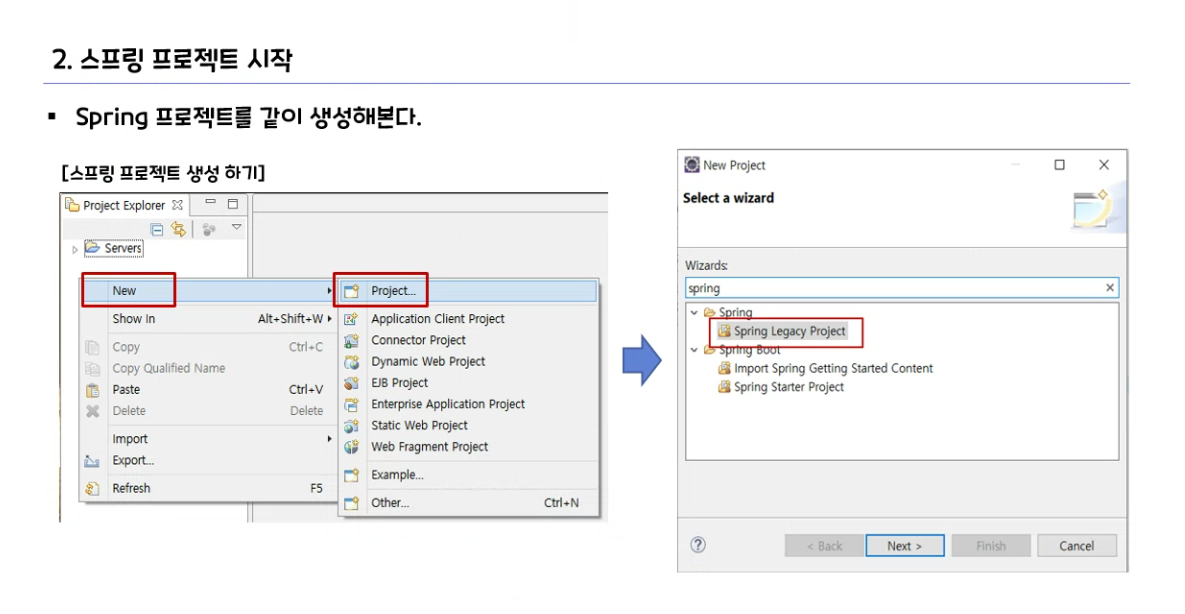 2. 스프링 프로젝트 시작
▪ Spring 프로젝트를 같이 생성해본다.
[스프링 프로젝트 생성 하기]
Project Explorer
Servers
New
Show In Alt+Shift+W
Copy Ctrl+C
Copy Qualified Name
Paste Ctrl+V
Delete Delete
Import
Export...
Refresh F5
Project...
Application Client Project
Connector Project
Dynamic Web Project
EJB Project
Enterprise Application Project
Static Web Project
Web Fragment Project
Example...
Other... Ctrl+N
New Project
Select a wizard
Wizards:
spring
Spring
Spring Legacy Project
Spring Boot
Import Spring Getting Started Content
Spring Starter Project
< Back Next > Finish Cancel